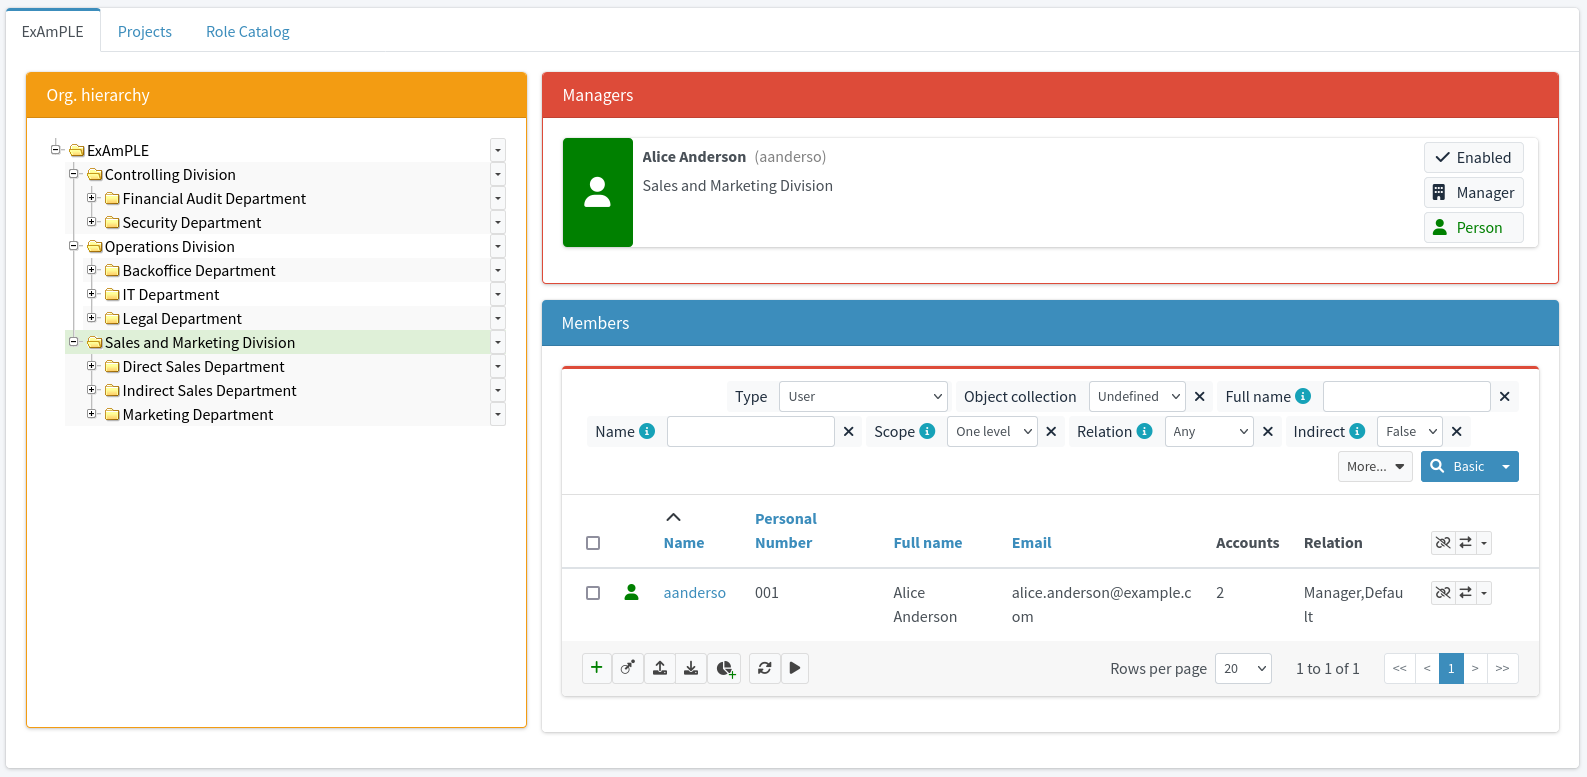 ExAmPLE Projects Role Catalog
Org. hierarchy
ExAmPLE
Controlling Division
Financial Audit Department
Security Department
Operations Division
Backoffice Department
IT Department
Legal Department
Sales and Marketing Division
Direct Sales Department
Indirect Sales Department
Marketing Department
Managers
Alice Anderson (aanderso)
Sales and Marketing Division
Enabled
Manager
Person
Members
Type User Object collection Undefined Full name
Name Scope One level Relation Any Indirect False
More... Basic
Personal
Name Number Full name Email Accounts Relation
aanderso 001 Alice alice.anderson@example.c 2 Manager,Defau
Anderson om lt
Rows per page 20 1 to 1 of 1 << < 1 > >>